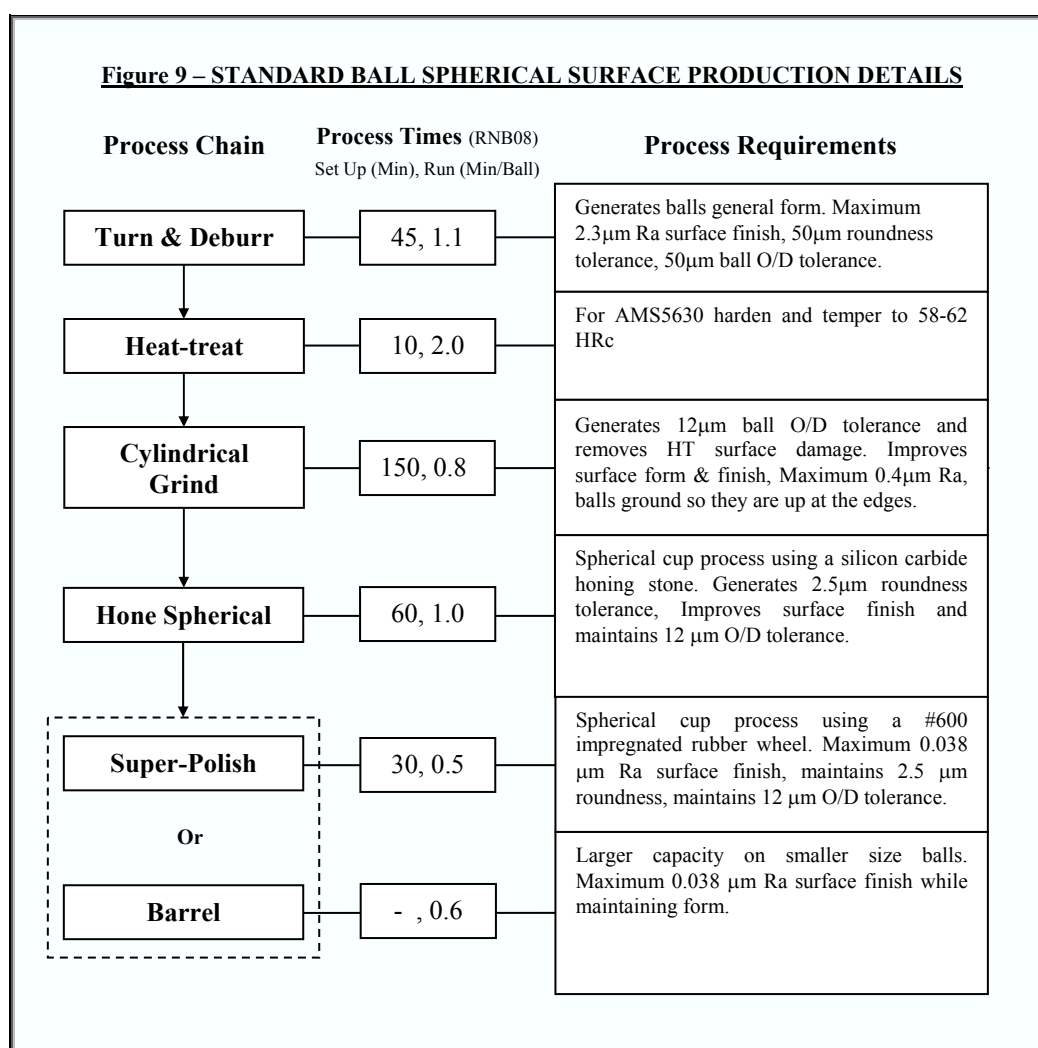 Figure 9 – STANDARD BALL SPHERICAL SURFACE PRODUCTION DETAILS
Process Chain
Process Times (RNB08)
Set Up (Min), Run (Min/Ball)
Process Requirements
Turn & Deburr
45, 1.1
Generates balls general form. Maximum
2.3μm Ra surface finish, 50μm roundness
tolerance, 50μm ball O/D tolerance.
Heat-treat
10, 2.0
For AMS5630 harden and temper to 58-62
HRc
Cylindrical
Grind
150, 0.8
Generates 12μm ball O/D tolerance and
removes HT surface damage. Improves
surface form & finish, Maximum 0.4μm Ra,
balls ground so they are up at the edges.
Hone Spherical
60, 1.0
Spherical cup process using a silicon carbide
honing stone. Generates 2.5μm roundness
tolerance, Improves surface finish and
maintains 12 μm O/D tolerance.
Super-Polish
30, 0.5
Spherical cup process using a #600
impregnated rubber wheel. Maximum 0.038
μm Ra surface finish, maintains 2.5 μm
roundness, maintains 12 μm O/D tolerance.
Or
Barrel
- , 0.6
Larger capacity on smaller size balls.
Maximum 0.038 μm Ra surface finish while
maintaining form.